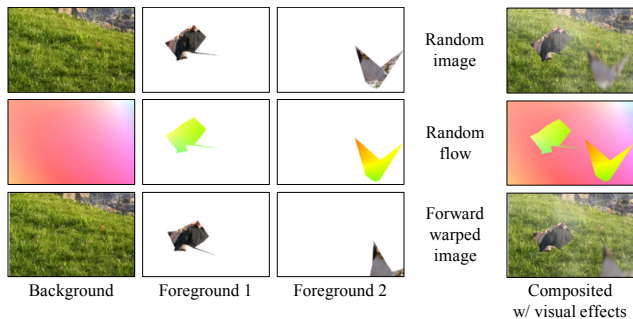 Random
image
Random
flow
Forward
warped
image
Background
Foreground 1
Foreground 2
Composited
w/ visual effects